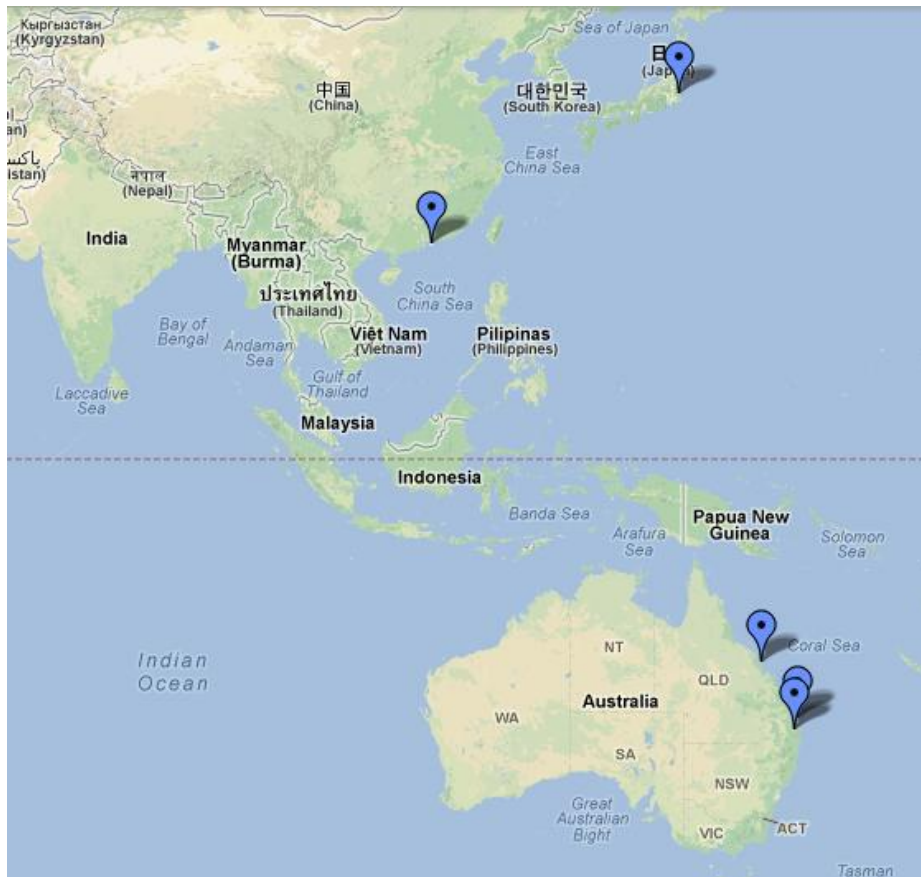 Кыргызстан
(Kyrgyzstan)
Sea of Japan
日
(Japan)
中国
(China)
대한민국
(South Korea)
an)
پاکس
istan)
नेपाल
(Nepal)
East
China Sea
India
Myanmar
(Burma)
ประเทศไทย
(Thailand)
South
China Sea
Bay of
Bengal
Andaman
Sea
Việt Nam
(Vietnam)
Pilipinas
(Philippines)
Gulf of
Thailand
Laccadive
Sea
Malaysia
Indonesia
Banda Sea
Papua New
Guinea
Arafura
Sea
Solomon
Sea
Coral Sea
Indian
Ocean
NT
QLD
Australia
WA
SA
NSW
Great
Australian
Bight
VIC
ACT
Tasman